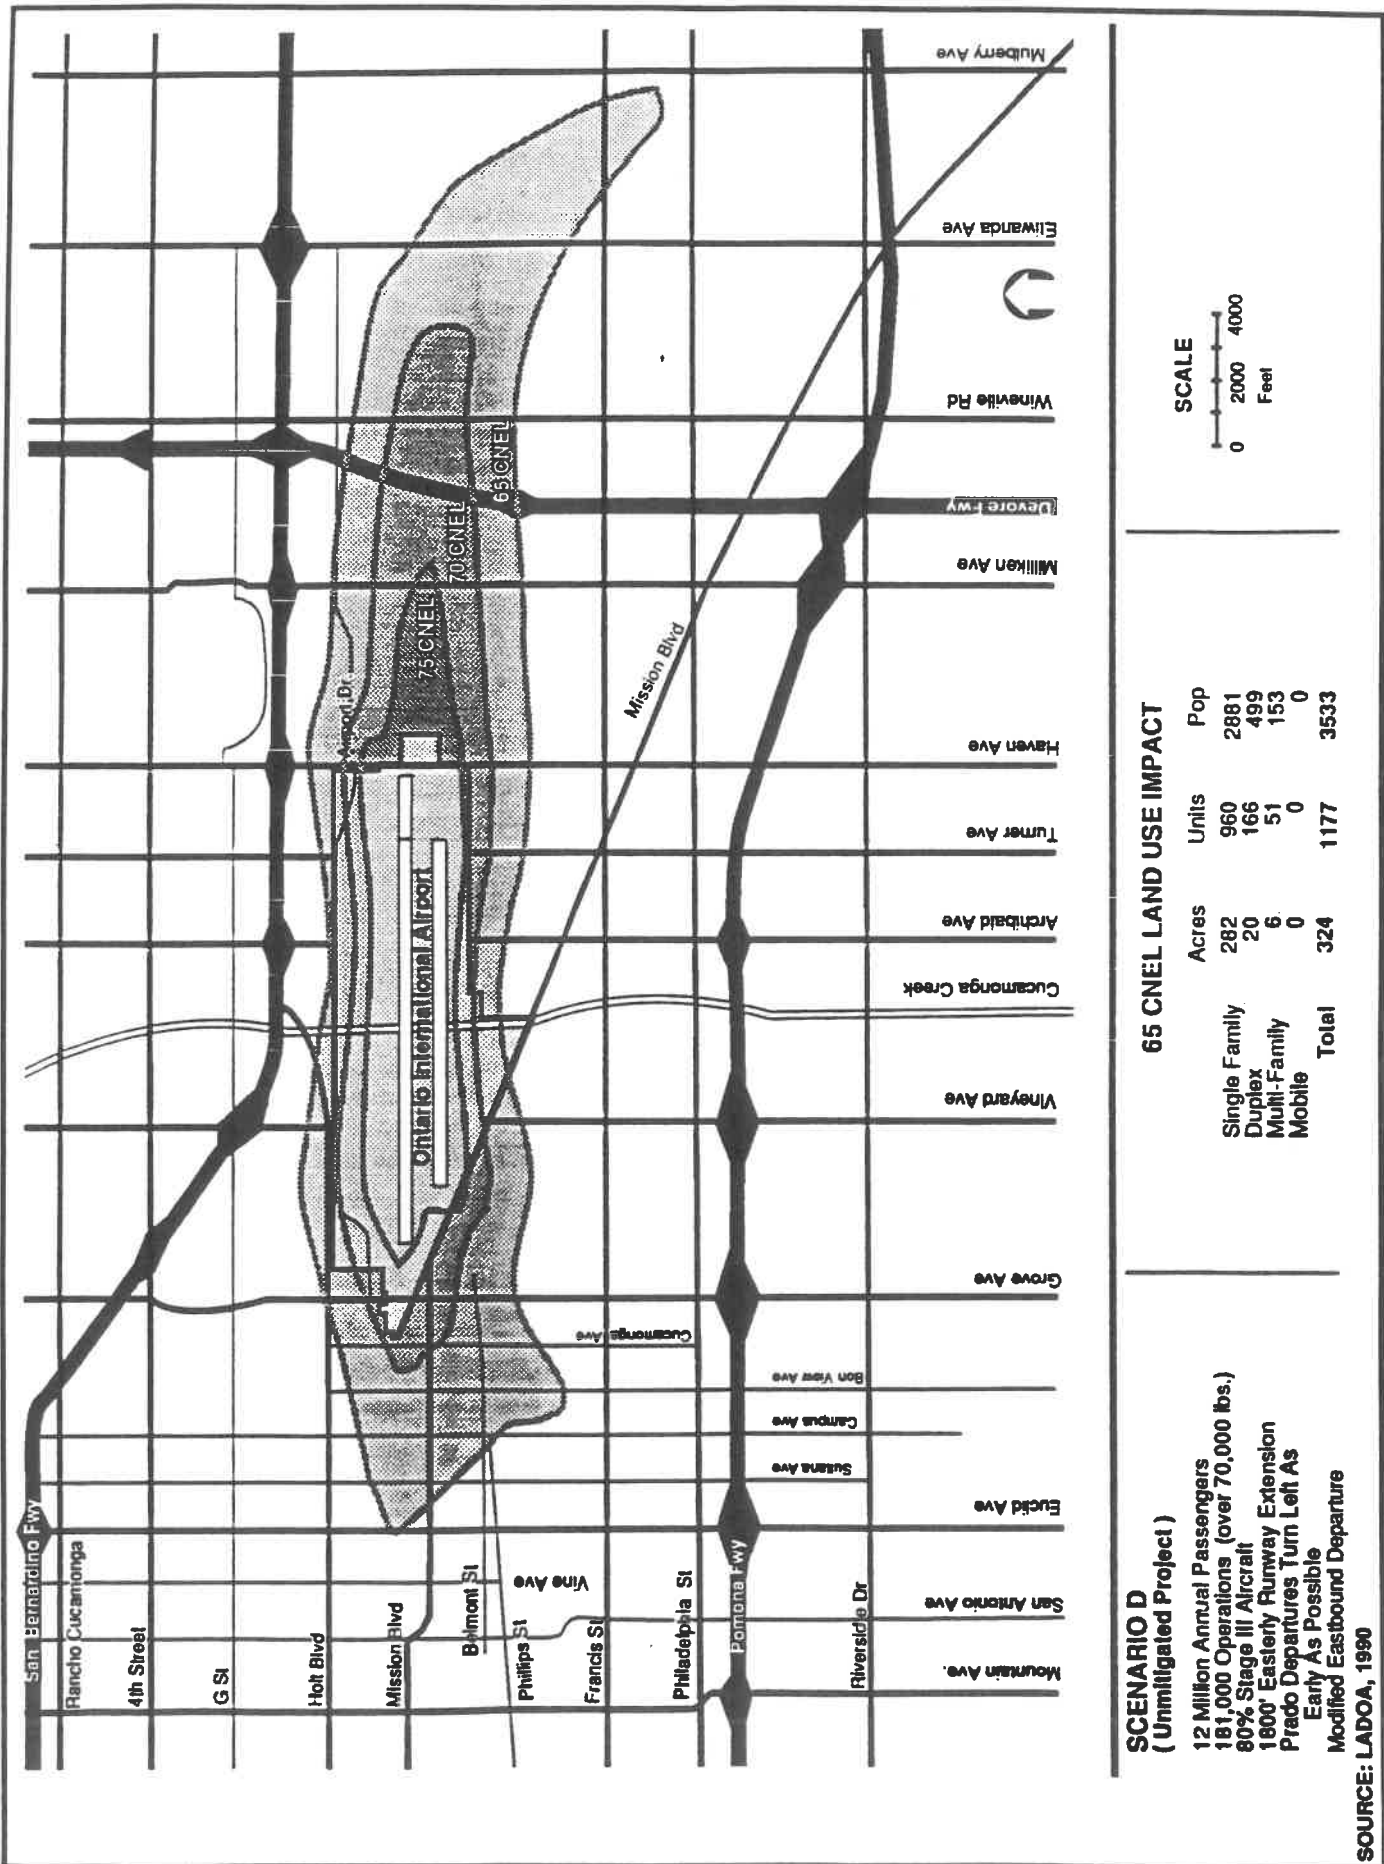 San Bernardino Fwy
Rancho Cucamonga
4th Street
G St
Holt Blvd
Mission Blvd
Belmont St
Phillips St
Francis St
Philadelphia St
Pomona Fwy
Riverside Dr
Mountain Ave.
San Antonio Ave
Vine Ave
Euclid Ave
Sultana Ave
Campus Ave
Bon View Ave
Cucamonga Ave
Grove Ave
Vineyard Ave
Cucamonga Creek
Archibald Ave
Turner Ave
Haven Ave
Milliken Ave
Devore Fwy
Wineville Rd
Etiwanda Ave
Mulberry Ave
Ontario International Airport
Airport Dr.
Mission Blvd
75 CNEL
70 CNEL
65 CNEL
SCENARIO D
( Unmitigated Project )
12 Million Annual Passengers
181,000 Operations (over 70,000 lbs.)
80% Stage III Aircraft
1800' Easterly Runway Extension
Prado Departures Turn Left As
Early As Possible
Modified Eastbound Departure
65 CNEL LAND USE IMPACT
Acres Units Pop
Single Family 282 960 2881
Duplex 20 166 499
Multi-Family 6 51 153
Mobile 0 0 0
Total 324 1177 3533
SCALE
0 2000 4000
Feet
SOURCE: LADOA, 1990